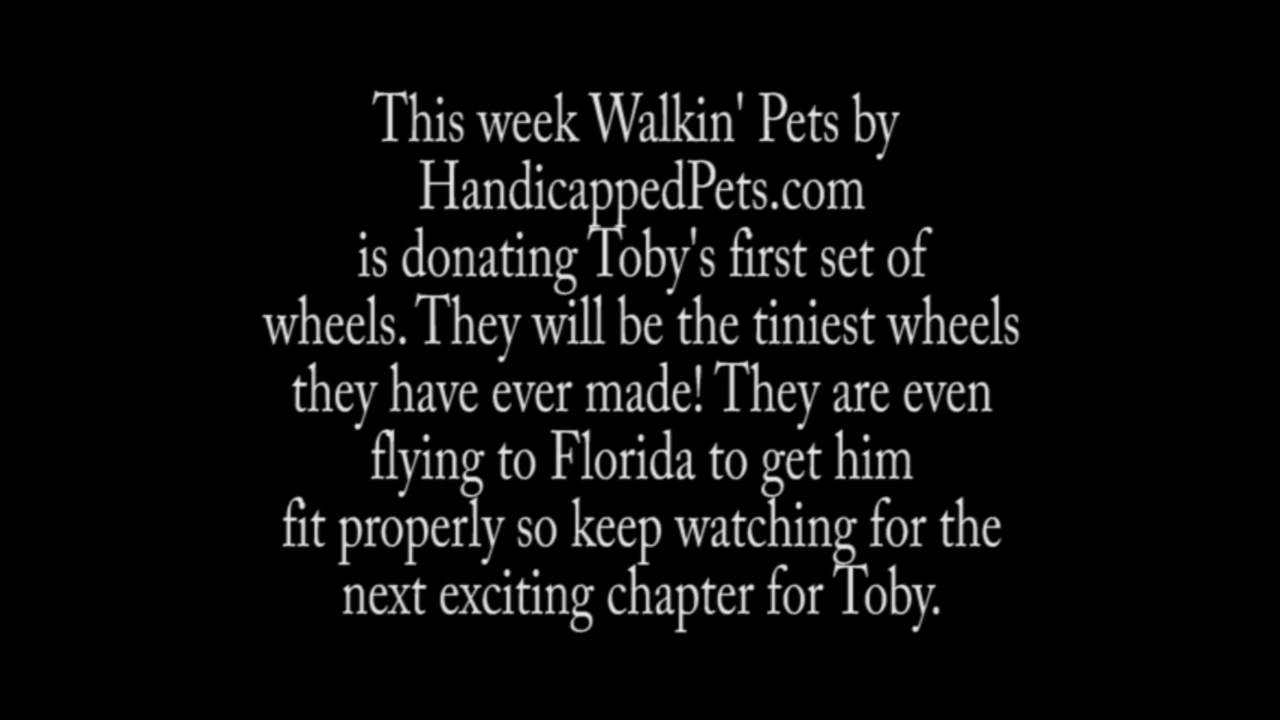 This week Walkin' Pets by
HandicappedPets.com
is donating Toby's first set of
wheels. They will be the tiniest wheels
they have ever made! They are even
flying to Florida to get him
fit properly so keep watching for the
next exciting chapter for Toby.